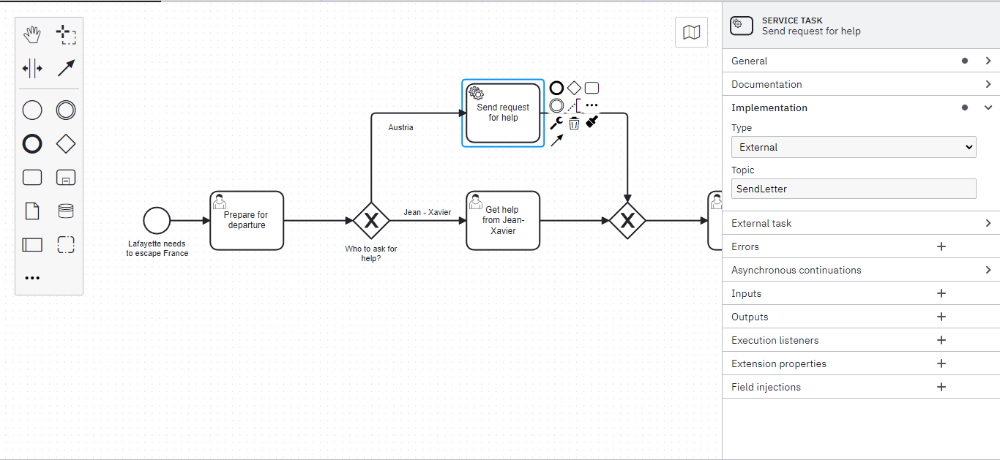 SERVICE TASK
Send request for help
General
Documentation
Implementation
Type
External
Topic
SendLetter
External task
Errors
Asynchronous continuations
Inputs
Outputs
Execution listeners
Extension properties
Field injections
Send request
for help
Austria
Lafayette needs
to escape France
Prepare for
departure
Who to ask for
help?
Jean - Xavier
Get help
from Jean-
Xavier